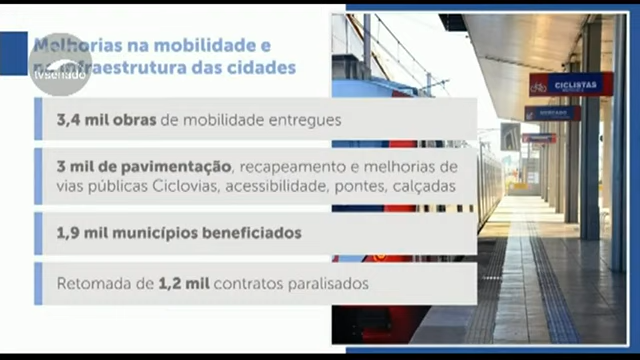 Melhorias na mobilidade e
na infraestrutura das cidades
tvsenado
3,4 mil obras de mobilidade entregues
3 mil de pavimentação, recapeamento e melhorias de
vias públicas Ciclovias, acessibilidade, pontes, calçadas
1,9 mil municípios beneficiados
Retomada de 1,2 mil contratos paralisados
CICLISTAS